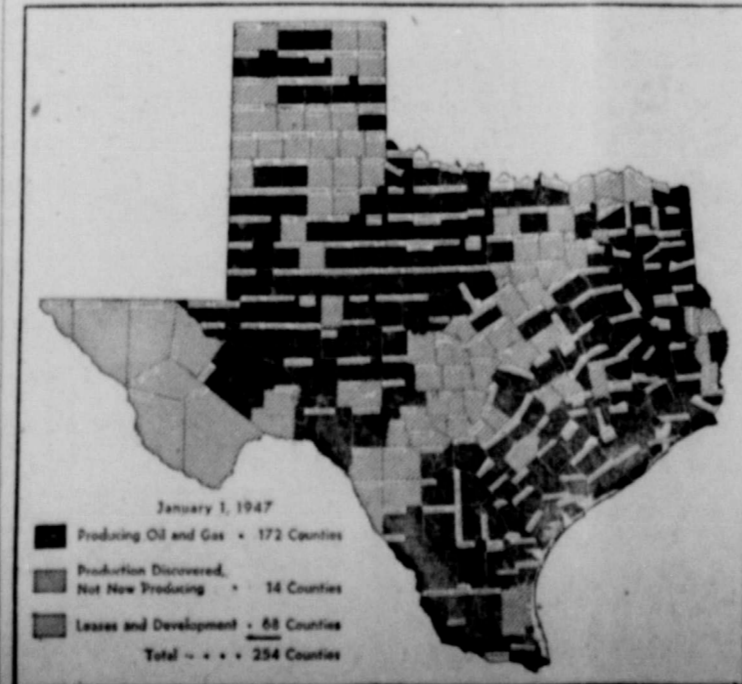 January 1, 1947
Producing Oil and Gas - 172 Counties
Production Discovered,
Not Now Producing - 14 Counties
Leases and Development - 68 Counties
Total - - - - 254 Counties